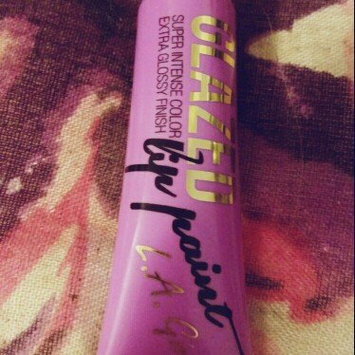 GLAZED
lip paint
SUPER INTENSE COLOR
EXTRA GLOSSY FINISH
L.A.